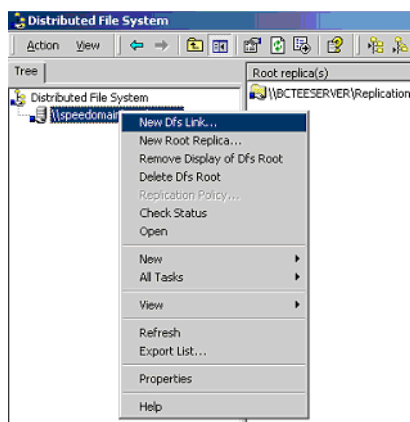 Distributed File System
Action View
Tree
Root replica(s)
Distributed File System
\\BCTEESERVER\Replication
\\speedomain
New Dfs Link...
New Root Replica...
Remove Display of Dfs Root
Delete Dfs Root
Replication Policy...
Check Status
Open
New
All Tasks
View
Refresh
Export List...
Properties
Help